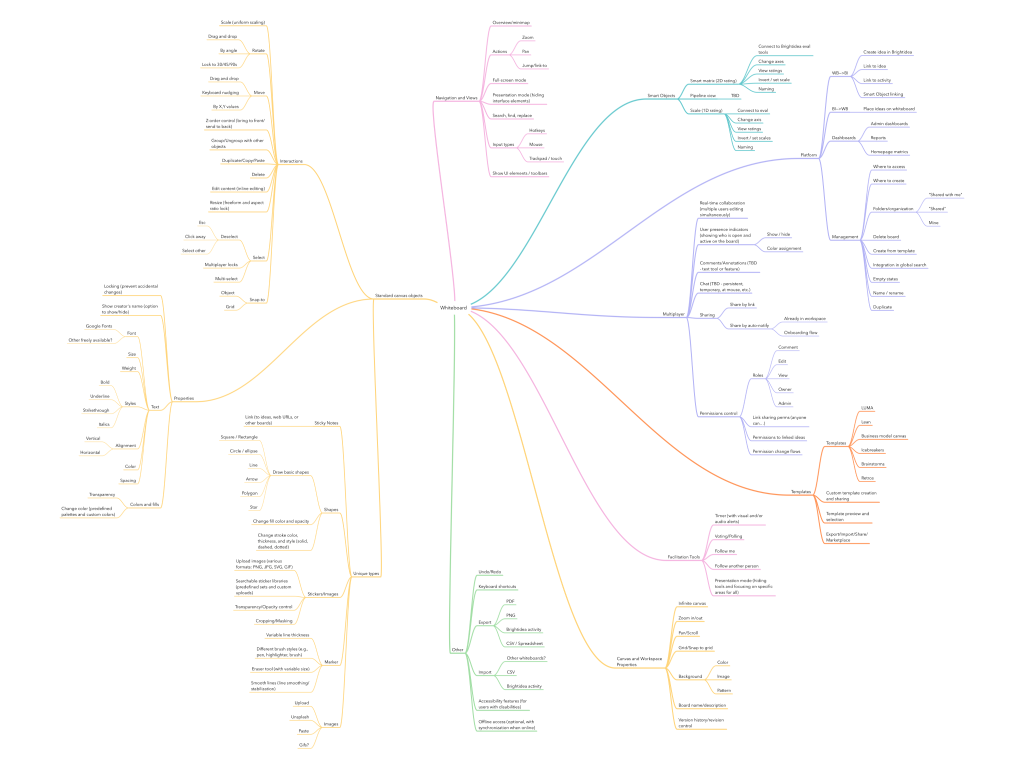 Whiteboard
Navigation and Views
Overview/minimap
Actions
Zoom
Pan
Jump/link-to
Full-screen mode
Presentation mode (hiding
interface elements)
Search, find, replace
Input types
Hotkeys
Mouse
Trackpad / touch
Show UI elements / toolbars
Smart Objects
Smart matrix (2D rating)
Connect to Brightidea eval
tools
Change axes
View ratings
Invert / set scale
Naming
Pipeline view
TBD
Scale (1D rating)
Connect to eval
Change axis
View ratings
Invert / set scales
Naming
Platform
WB-->BI
Create idea in Brightidea
Link to idea
Link to activity
Smart Object linking
BI-->WB
Place ideas on whiteboard
Dashboards
Admin dashboards
Reports
Homepage metrics
Management
Where to access
Where to create
Folders/organization
"Shared with me"
"Shared"
Mine
Delete board
Create from template
Integration in global search
Empty states
Name / rename
Duplicate
Multiplayer
Real-time collaboration
(multiple users editing
simultaneously)
User presence indicators
(showing who is open and
active on the board)
Show / hide
Color assignment
Comments/Annotations (TBD
- text tool or feature)
Chat (TBD - persistent,
temporary, at mouse, etc.)
Sharing
Share by link
Share by auto-notify
Already in workspace
Onboarding flow
Permissions control
Roles
Comment
Edit
View
Owner
Admin
Link sharing perms (anyone
can...)
Permissions to linked ideas
Permission change flows
Templates
Templates
LUMA
Lean
Business model canvas
Icebreakers
Brainstorms
Retros
Custom template creation
and sharing
Template preview and
selection
Export/Import/Share/
Marketplace
Facilitation Tools
Timer (with visual and/or
audio alerts)
Voting/Polling
Follow me
Follow another person
Presentation mode (hiding
tools and focusing on specific
areas for all)
Canvas and Workspace
Properties
Infinite canvas
Zoom in/out
Pan/Scroll
Grid/Snap to grid
Background
Color
Image
Pattern
Board name/description
Version history/revision
control
Other
Undo/Redo
Keyboard shortcuts
Export
PDF
PNG
Brightidea activity
CSV / Spreadsheet
Import
Other whiteboards?
CSV
Brightidea activity
Accessibility features (for
users with disabilities)
Offline access (optional, with
synchronization when online)
Standard canvas objects
Interactions
Scale (uniform scaling)
Rotate
Drag and drop
By angle
Lock to 30/45/90s
Move
Drag and drop
Keyboard nudging
By X,Y values
Z-order control (bring to front/
send to back)
Group/Ungroup with other
objects
Duplicate/Copy/Paste
Delete
Edit content (inline editing)
Resize (freeform and aspect
ratio lock)
Select
Deselect
Esc
Click away
Select other
Multiplayer locks
Multi-select
Snap to
Object
Grid
Properties
Locking (prevent accidental
changes)
Show creator's name (option
to show/hide)
Text
Font
Google Fonts
Other freely available?
Size
Weight
Styles
Bold
Underline
Strikethrough
Italics
Alignment
Vertical
Horizontal
Color
Spacing
Colors and fills
Transparency
Change color (predefined
palettes and custom colors)
Unique types
Sticky Notes
Link (to ideas, web URLs, or
other boards)
Shapes
Draw basic shapes
Square / Rectangle
Circle / ellipse
Line
Arrow
Polygon
Star
Change fill color and opacity
Change stroke color,
thickness, and style (solid,
dashed, dotted)
Stickers/Images
Upload images (various
formats: PNG, JPG, SVG, GIF)
Searchable sticker libraries
(predefined sets and custom
uploads)
Transparency/Opacity control
Cropping/Masking
Marker
Variable line thickness
Different brush styles (e.g.,
pen, highlighter, brush)
Eraser tool (with variable size)
Smooth lines (line smoothing/
stabilization)
Images
Upload
Unsplash
Paste
Gifs?